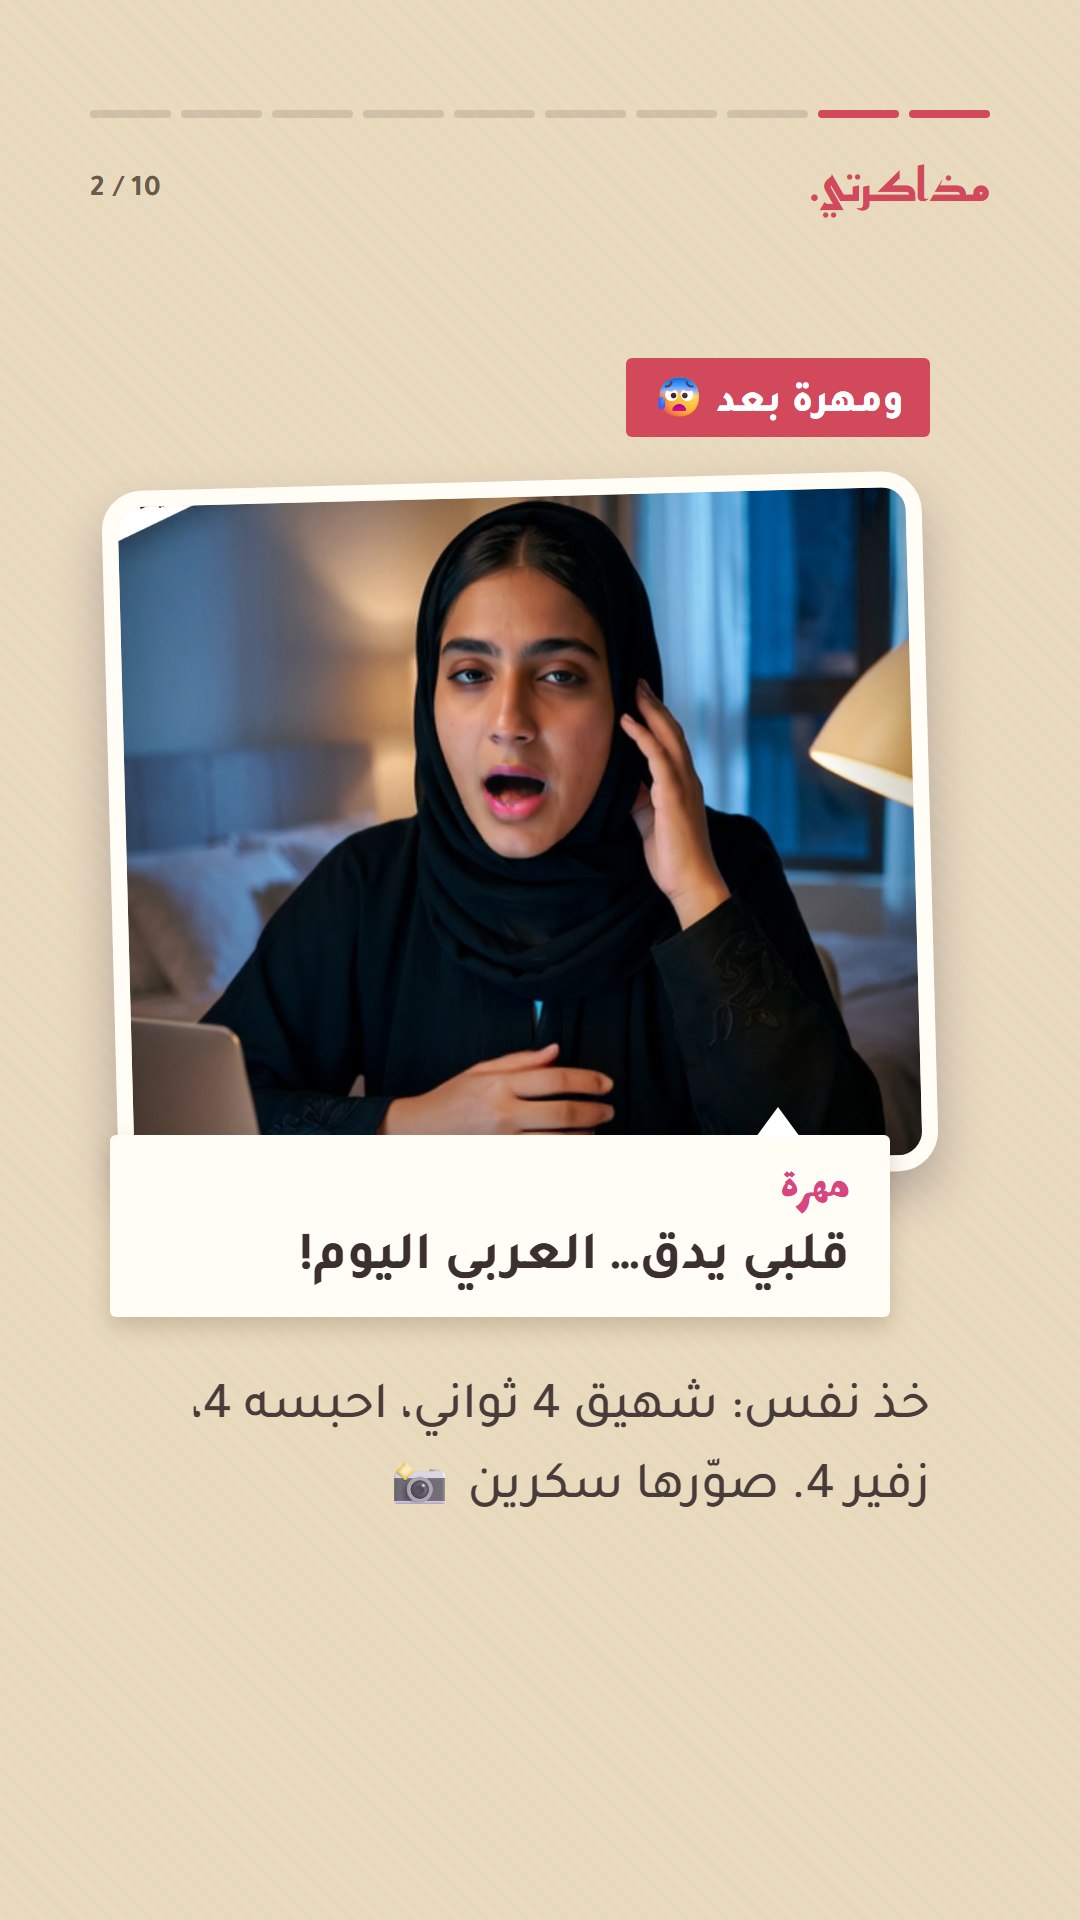 مذاكرتي.
2 / 10
ومهرة بعد 😰
مهرة
قلبي يدق... العربي اليوم!
خذ نفس: شهيق 4 ثواني، احبسه 4،
زفير 4. صوّرها سكرين 📸